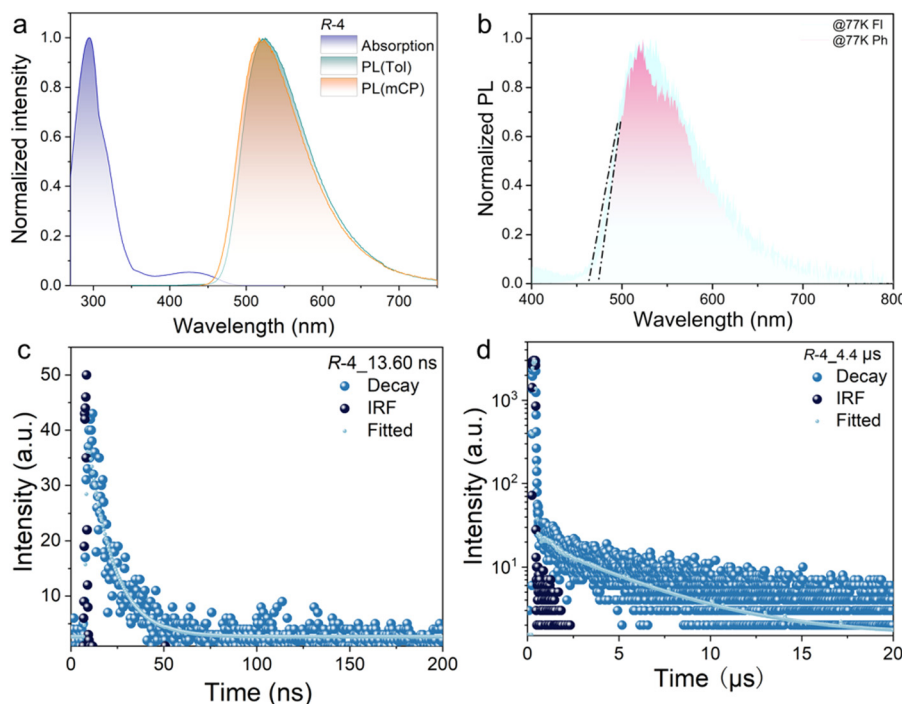 a
R-4
Absorption
PL(Tol)
PL(mCP)
Normalized intensity
1.0
0.8
0.6
0.4
0.2
0.0
300 400 500 600 700
Wavelength (nm)
b
@77K Fl
@77K Ph
Normalized PL
1.0
0.8
0.6
0.4
0.2
0.0
400 500 600 700 800
Wavelength (nm)
c
R-4_13.60 ns
Decay
IRF
Fitted
Intensity (a.u.)
50
40
30
20
10
0 50 100 150 200
Time (ns)
d
R-4_4.4 μs
Decay
IRF
Fitted
Intensity (a.u.)
10³
10²
10¹
0 5 10 15 20
Time (μs)